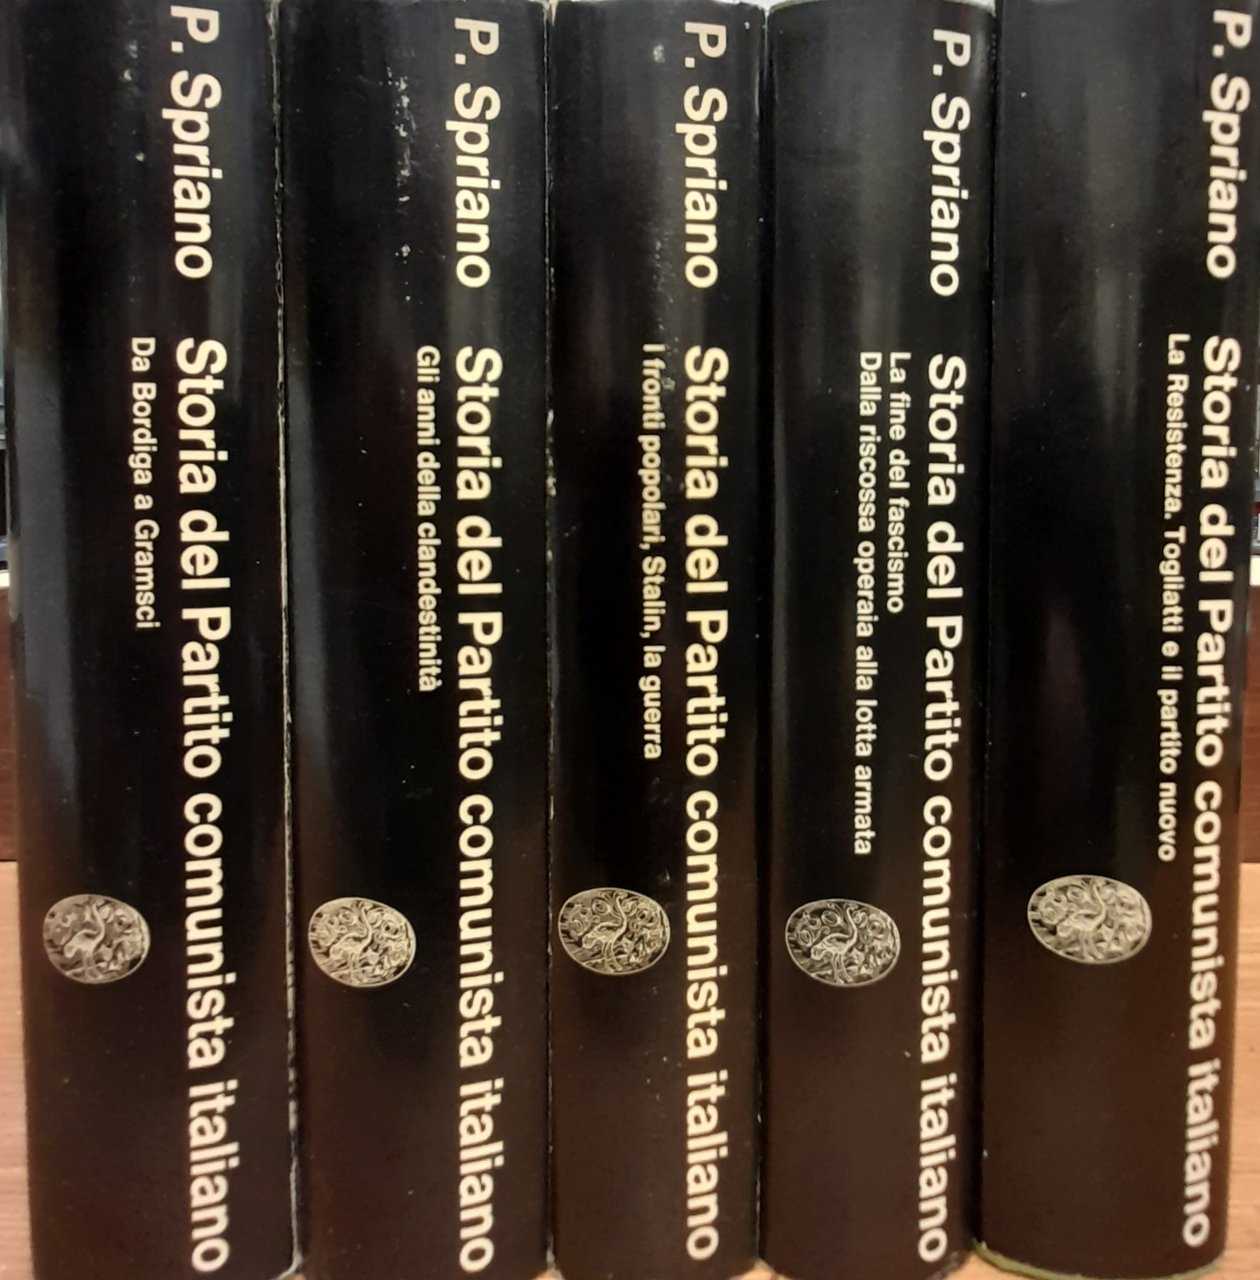 P. Spriano Storia del Partito comunista italiano
Da Bordiga a Gramsci
P. Spriano Storia del Partito comunista italiano
Gli anni della clandestinità
P. Spriano Storia del Partito comunista italiano
I fronti popolari, Stalin, la guerra
P. Spriano Storia del Partito comunista italiano
La fine del fascismo
Dalla riscossa operaia alla lotta armata
P. Spriano Storia del Partito comunista italiano
La Resistenza. Togliatti e il partito nuovo